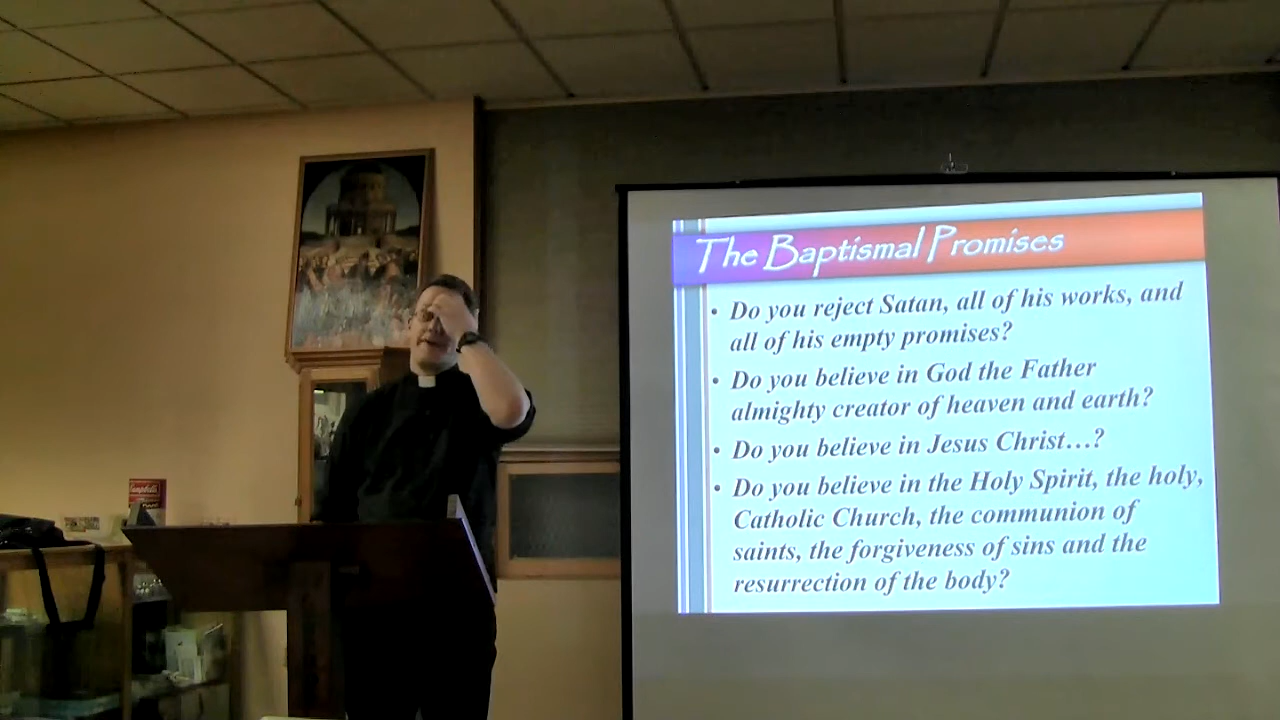 The Baptismal Promises
• Do you reject Satan, all of his works, and
all of his empty promises?
• Do you believe in God the Father
almighty creator of heaven and earth?
• Do you believe in Jesus Christ…?
• Do you believe in the Holy Spirit, the holy,
Catholic Church, the communion of
saints, the forgiveness of sins and the
resurrection of the body?
Campbell's